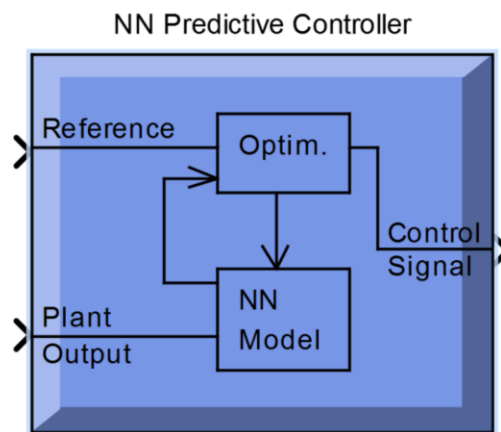 NN Predictive Controller
Reference
Optim.
Control
Signal
NN
Model
Plant
Output